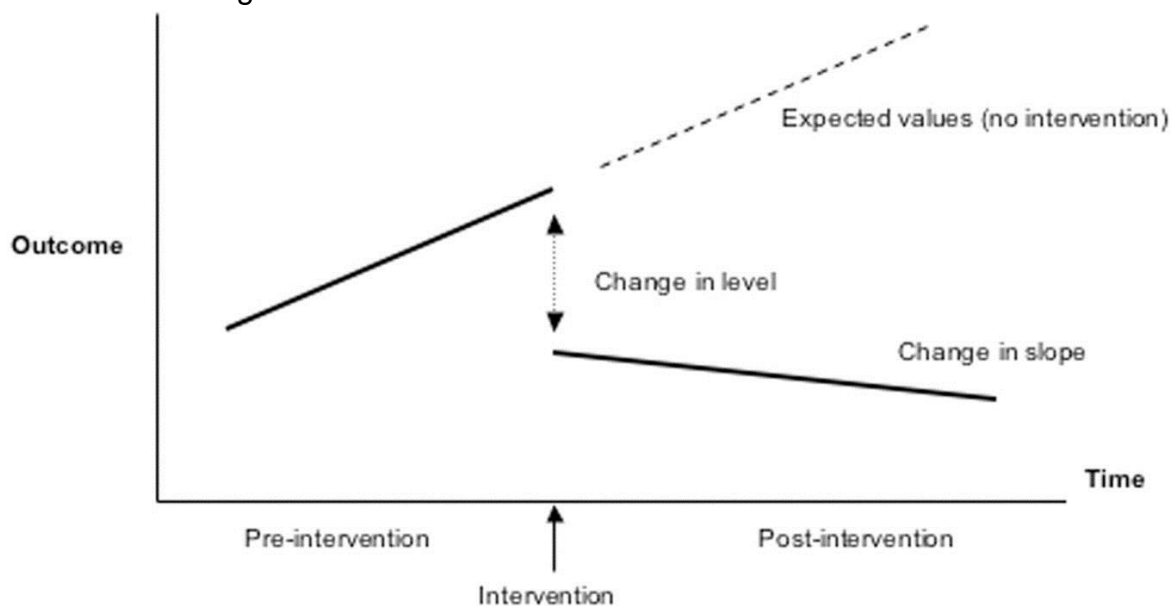 Expected values (no intervention)
Outcome
Change in level
Change in slope
Time
Pre-intervention
Post-intervention
Intervention